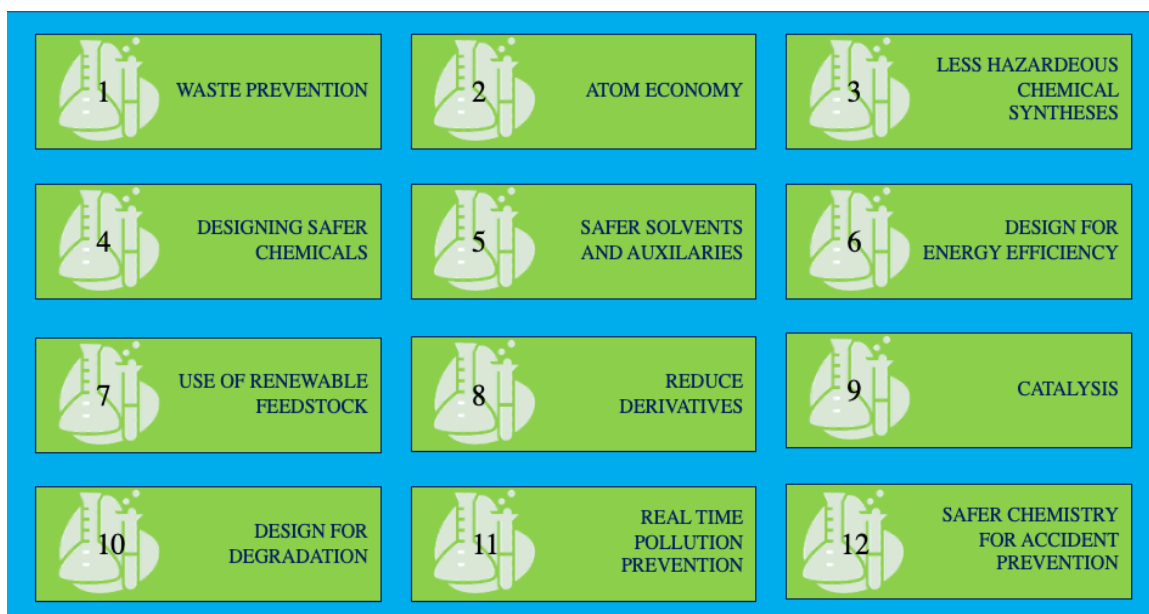 1
WASTE PREVENTION
2
ATOM ECONOMY
3
LESS HAZARDEOUS
CHEMICAL
SYNTHESES
4
DESIGNING SAFER
CHEMICALS
5
SAFER SOLVENTS
AND AUXILARIES
6
DESIGN FOR
ENERGY EFFICIENCY
7
USE OF RENEWABLE
FEEDSTOCK
8
REDUCE
DERIVATIVES
9
CATALYSIS
10
DESIGN FOR
DEGRADATION
11
REAL TIME
POLLUTION
PREVENTION
12
SAFER CHEMISTRY
FOR ACCIDENT
PREVENTION